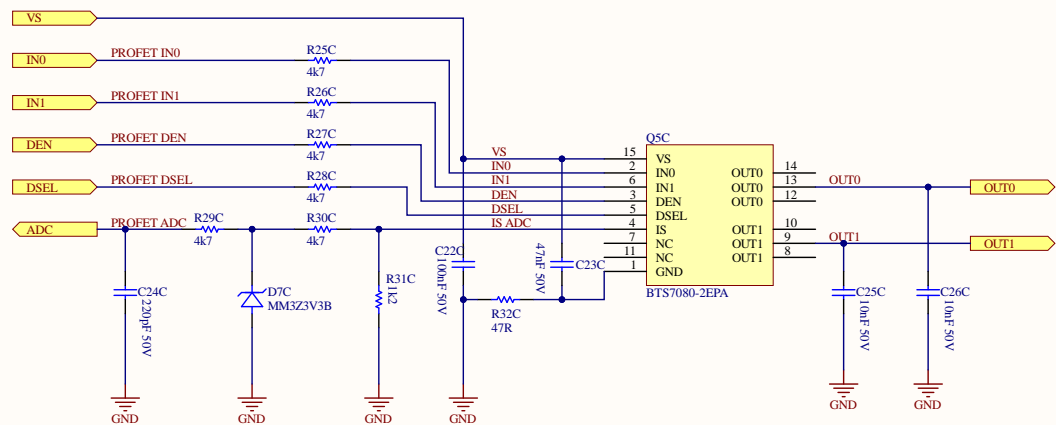 VS
IN0
PROFET IN0
R25C
4k7
IN1
PROFET IN1
R26C
4k7
DEN
PROFET DEN
R27C
4k7
DSEL
PROFET DSEL
R28C
4k7
ADC
PROFET ADC
R29C
4k7
R30C
4k7
VS
IN0
IN1
DEN
DSEL
IS ADC
Q5C
15
2
6
3
5
4
7
11
1
VS
IN0
IN1
DEN
DSEL
IS
NC
NC
GND
OUT0
OUT0
OUT0
OUT1
OUT1
OUT1
14
13
12
10
9
8
BTS7080-2EPA
OUT0
OUT0
OUT1
OUT1
C24C
220pF 50V
D7C
MM3Z3V3B
R31C
1k2
C22C
100nF 50V
47nF 50V
C23C
R32C
47R
C25C
10nF 50V
C26C
10nF 50V
GND
GND
GND
GND
GND
GND